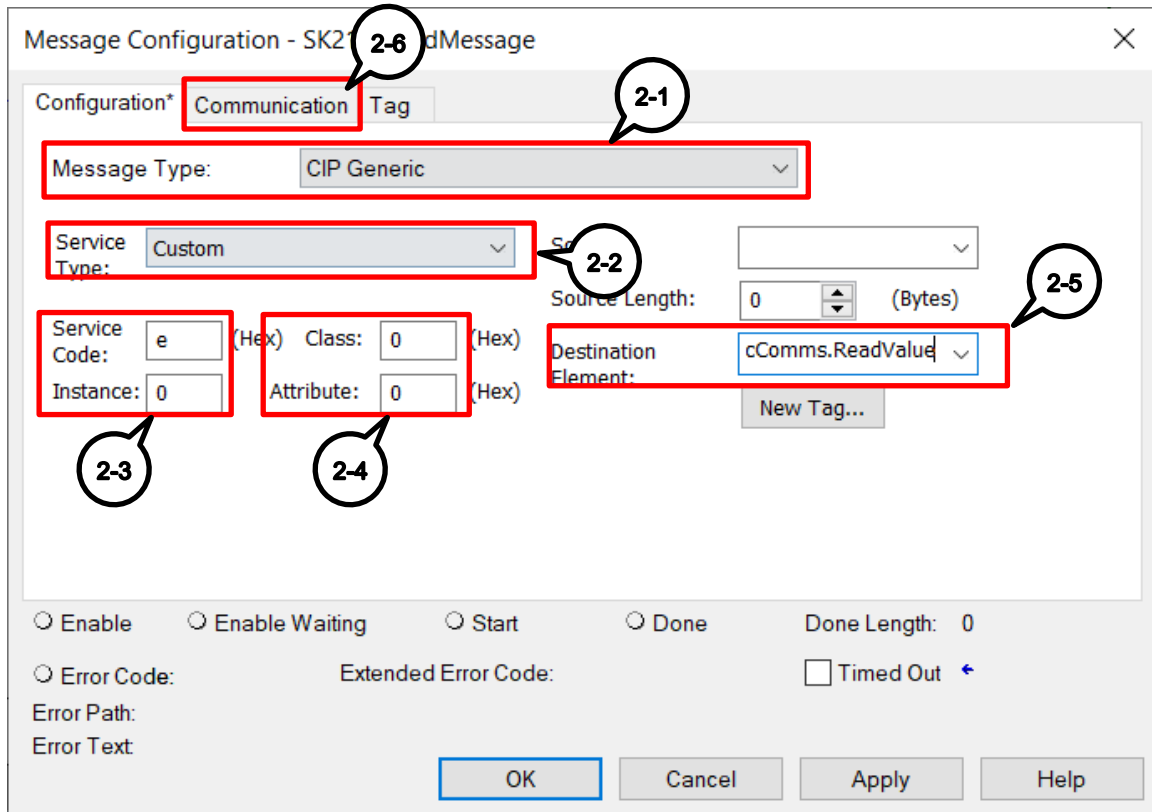 Message Configuration - SK21 dMessage
2-6
Configuration* Communication Tag
2-1
Message Type: CIP Generic
Service Type: Custom
2-2
Source Length: 0 (Bytes)
2-5
Service Code: e (Hex) Class: 0 (Hex)
Destination Element: cComms.ReadValue
Instance: 0 Attribute: 0 (Hex)
New Tag...
2-3 2-4
Enable Enable Waiting Start Done Done Length: 0
Error Code: Extended Error Code: Timed Out
Error Path:
Error Text:
OK Cancel Apply Help